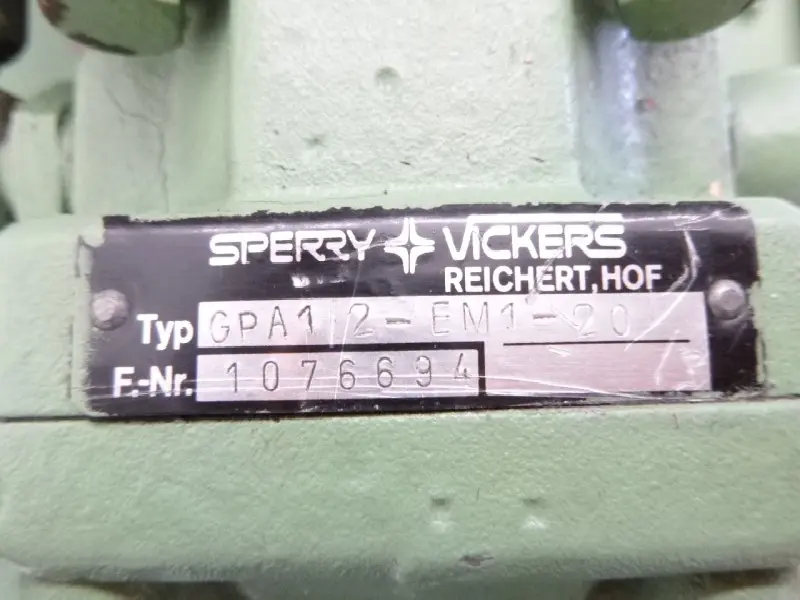 SPERRY VICKERS
REICHERT, HOF
Typ GPA1 2-EM1-20
F.-Nr. 1076694